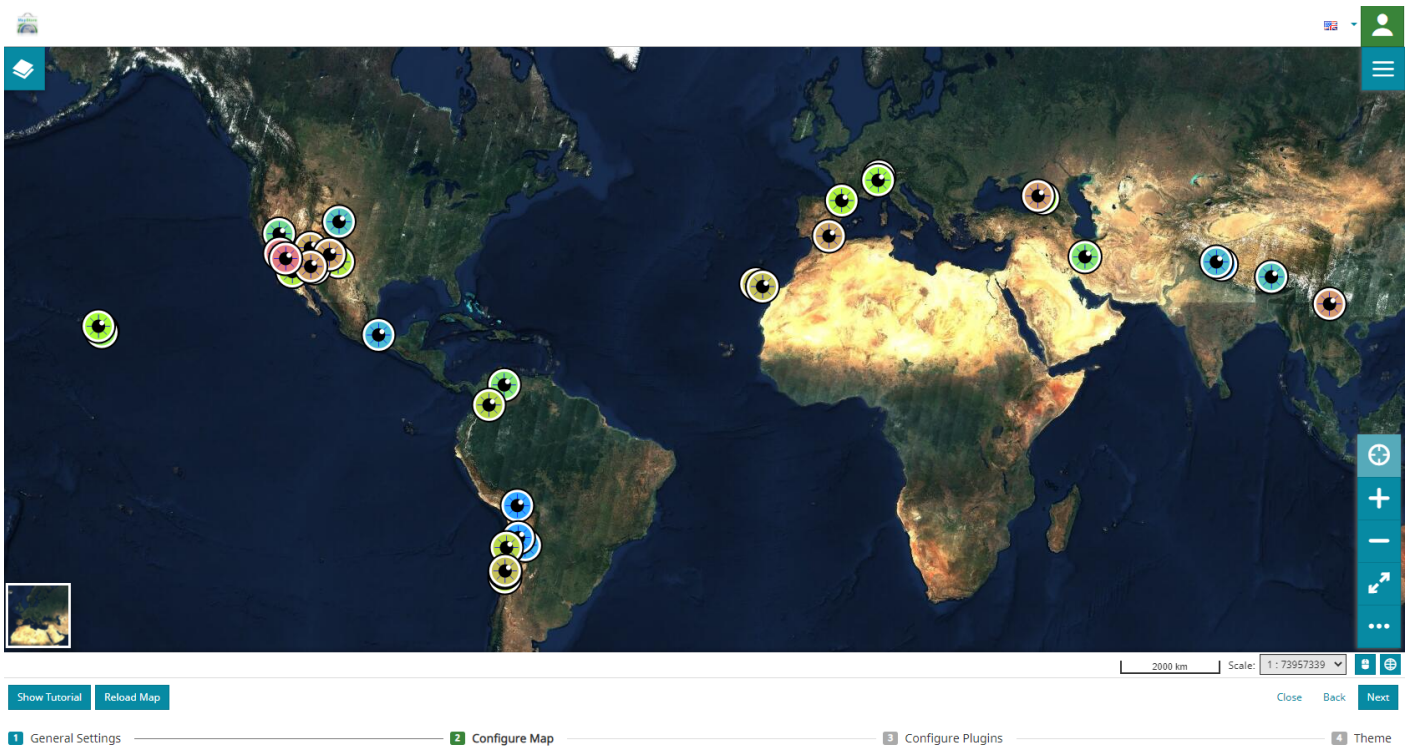 2000 km
Scale:
1 : 73957339
Show Tutorial
Reload Map
Close
Back
Next
1 General Settings
2 Configure Map
3 Configure Plugins
4 Theme